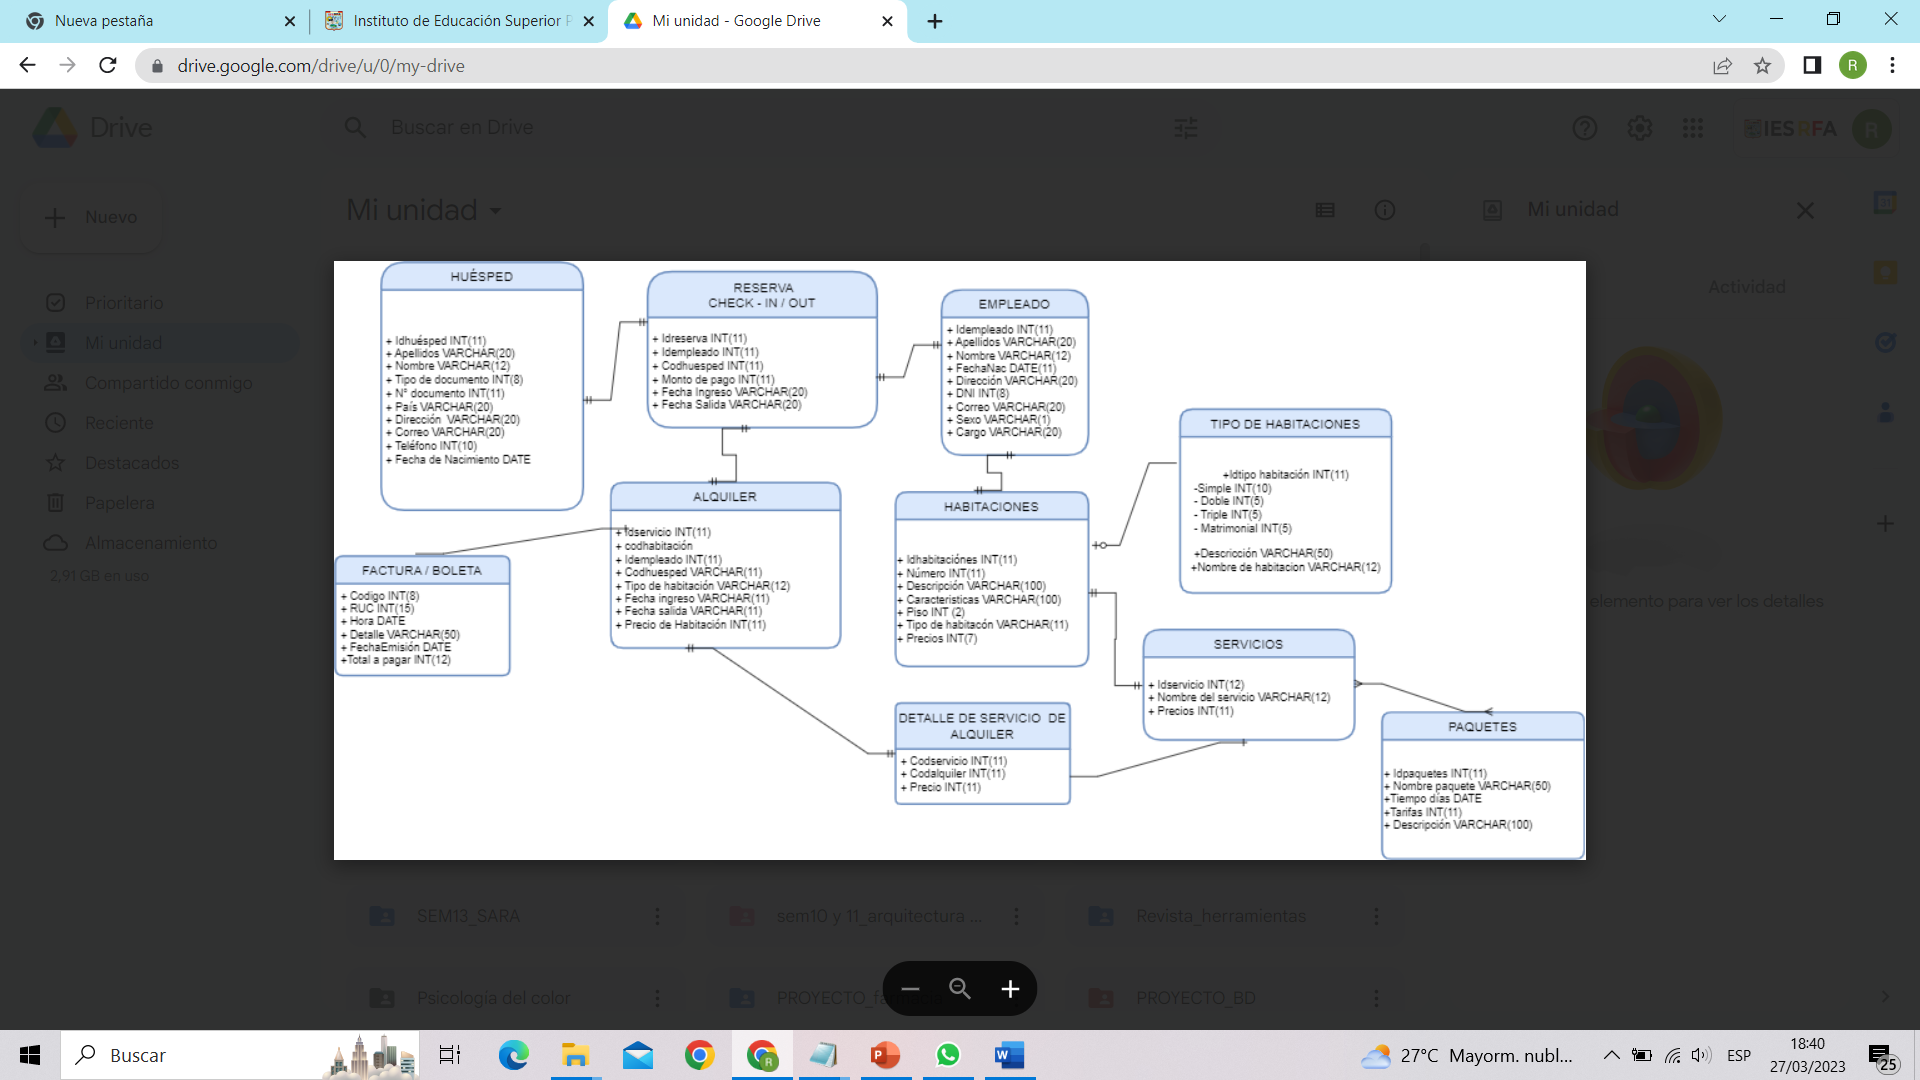 Nueva pestaña
Instituto de Educación Superior P
Mi unidad - Google Drive
drive.google.com/drive/u/0/my-drive
R
Drive
Buscar en Drive
IES RFA
R
Nuevo
Mi unidad
Mi unidad
Prioritario
Mi unidad
Compartido conmigo
Reciente
Destacados
Papelera
Almacenamiento
2,91 GB en uso
Actividad
elemento para ver los detalles
HUÉSPED
+ Idhuésped INT(11)
+ Apellidos VARCHAR(20)
+ Nombre VARCHAR(12)
+ Tipo de documento INT(8)
+ N° documento INT(11)
+ País VARCHAR(20)
+ Dirección VARCHAR(20)
+ Correo VARCHAR(20)
+ Teléfono INT(10)
+ Fecha de Nacimiento DATE
RESERVA
CHECK - IN / OUT
+ Idreserva INT(11)
+ Idempleado INT(11)
+ Codhuesped INT(11)
+ Monto de pago INT(11)
+ Fecha Ingreso VARCHAR(20)
+ Fecha Salida VARCHAR(20)
EMPLEADO
+ Idempleado INT(11)
+ Apellidos VARCHAR(20)
+ Nombre VARCHAR(12)
+ FechaNac DATE(11)
+ Dirección VARCHAR(20)
+ DNI INT(8)
+ Correo VARCHAR(20)
+ Sexo VARCHAR(1)
+ Cargo VARCHAR(20)
TIPO DE HABITACIONES
+Idtipo habitación INT(11)
-Simple INT(10)
- Doble INT(5)
- Triple INT(5)
- Matrimonial INT(5)
+Descricción VARCHAR(50)
+Nombre de habitacion VARCHAR(12)
ALQUILER
+ Idservicio INT(11)
+ codhabitación
+ Idempleado INT(11)
+ Codhuesped VARCHAR(11)
+ Tipo de habitación VARCHAR(12)
+ Fecha ingreso VARCHAR(11)
+ Fecha salida VARCHAR(11)
+ Precio de Habitación INT(11)
HABITACIONES
+ Idhabitaciónes INT(11)
+ Número INT(11)
+ Descripción VARCHAR(100)
+ Caracteristicas VARCHAR(100)
+ Piso INT (2)
+ Tipo de habitacón VARCHAR(11)
+ Precios INT(7)
FACTURA / BOLETA
+ Codigo INT(8)
+ RUC INT(15)
+ Hora DATE
+ Detalle VARCHAR(50)
+ FechaEmisión DATE
+Total a pagar INT(12)
SERVICIOS
+ Idservicio INT(12)
+ Nombre del servicio VARCHAR(12)
+ Precios INT(11)
DETALLE DE SERVICIO DE
ALQUILER
+ Codservicio INT(11)
+ Codalquiler INT(11)
+ Precio INT(11)
PAQUETES
+ Idpaquetes INT(11)
+ Nombre paquete VARCHAR(50)
+Tiempo días DATE
+Tarifas INT(11)
+ Descripción VARCHAR(100)
SEM13_SARA
sem10 y 11_arquitectura ...
Revista_herramientas
Psicología del color
PROYECTO_BD
Buscar
27°C Mayorm. nubl...
ESP
18:40
27/03/2023
25